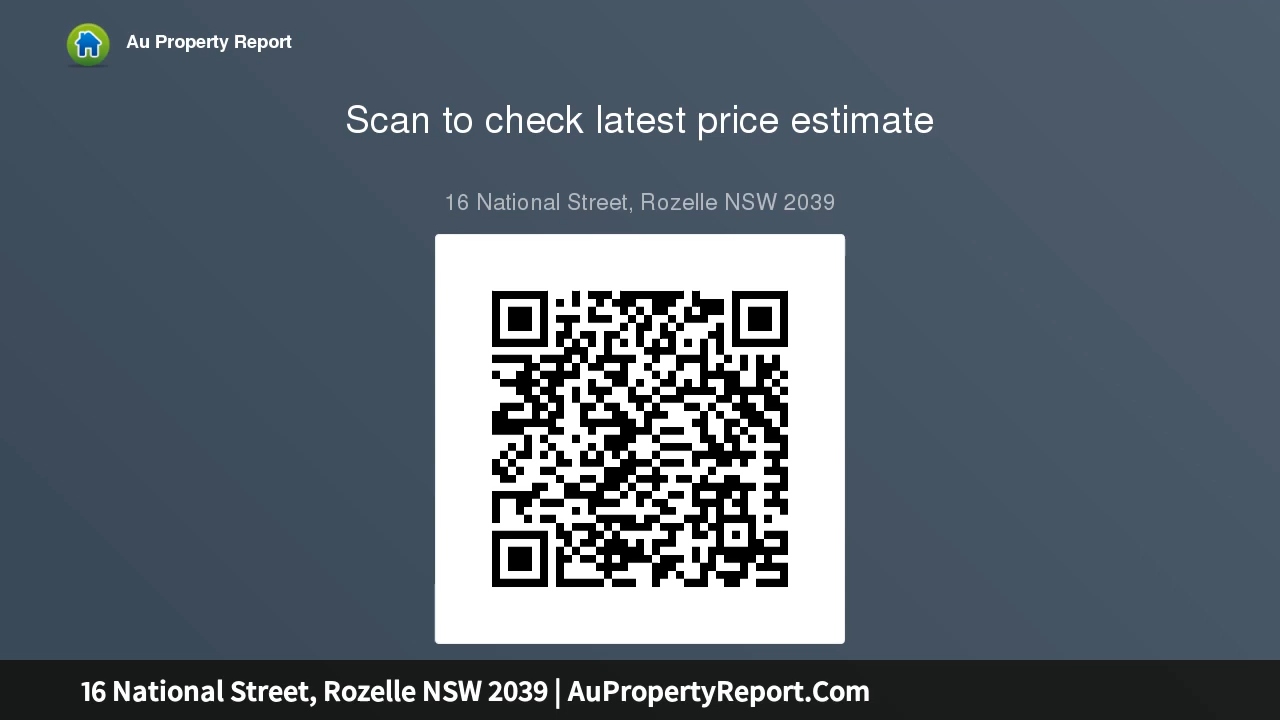 Au Property Report
Scan to check latest price estimate
16 National Street, Rozelle NSW 2039
16 National Street, Rozelle NSW 2039 | AuPropertyReport.Com